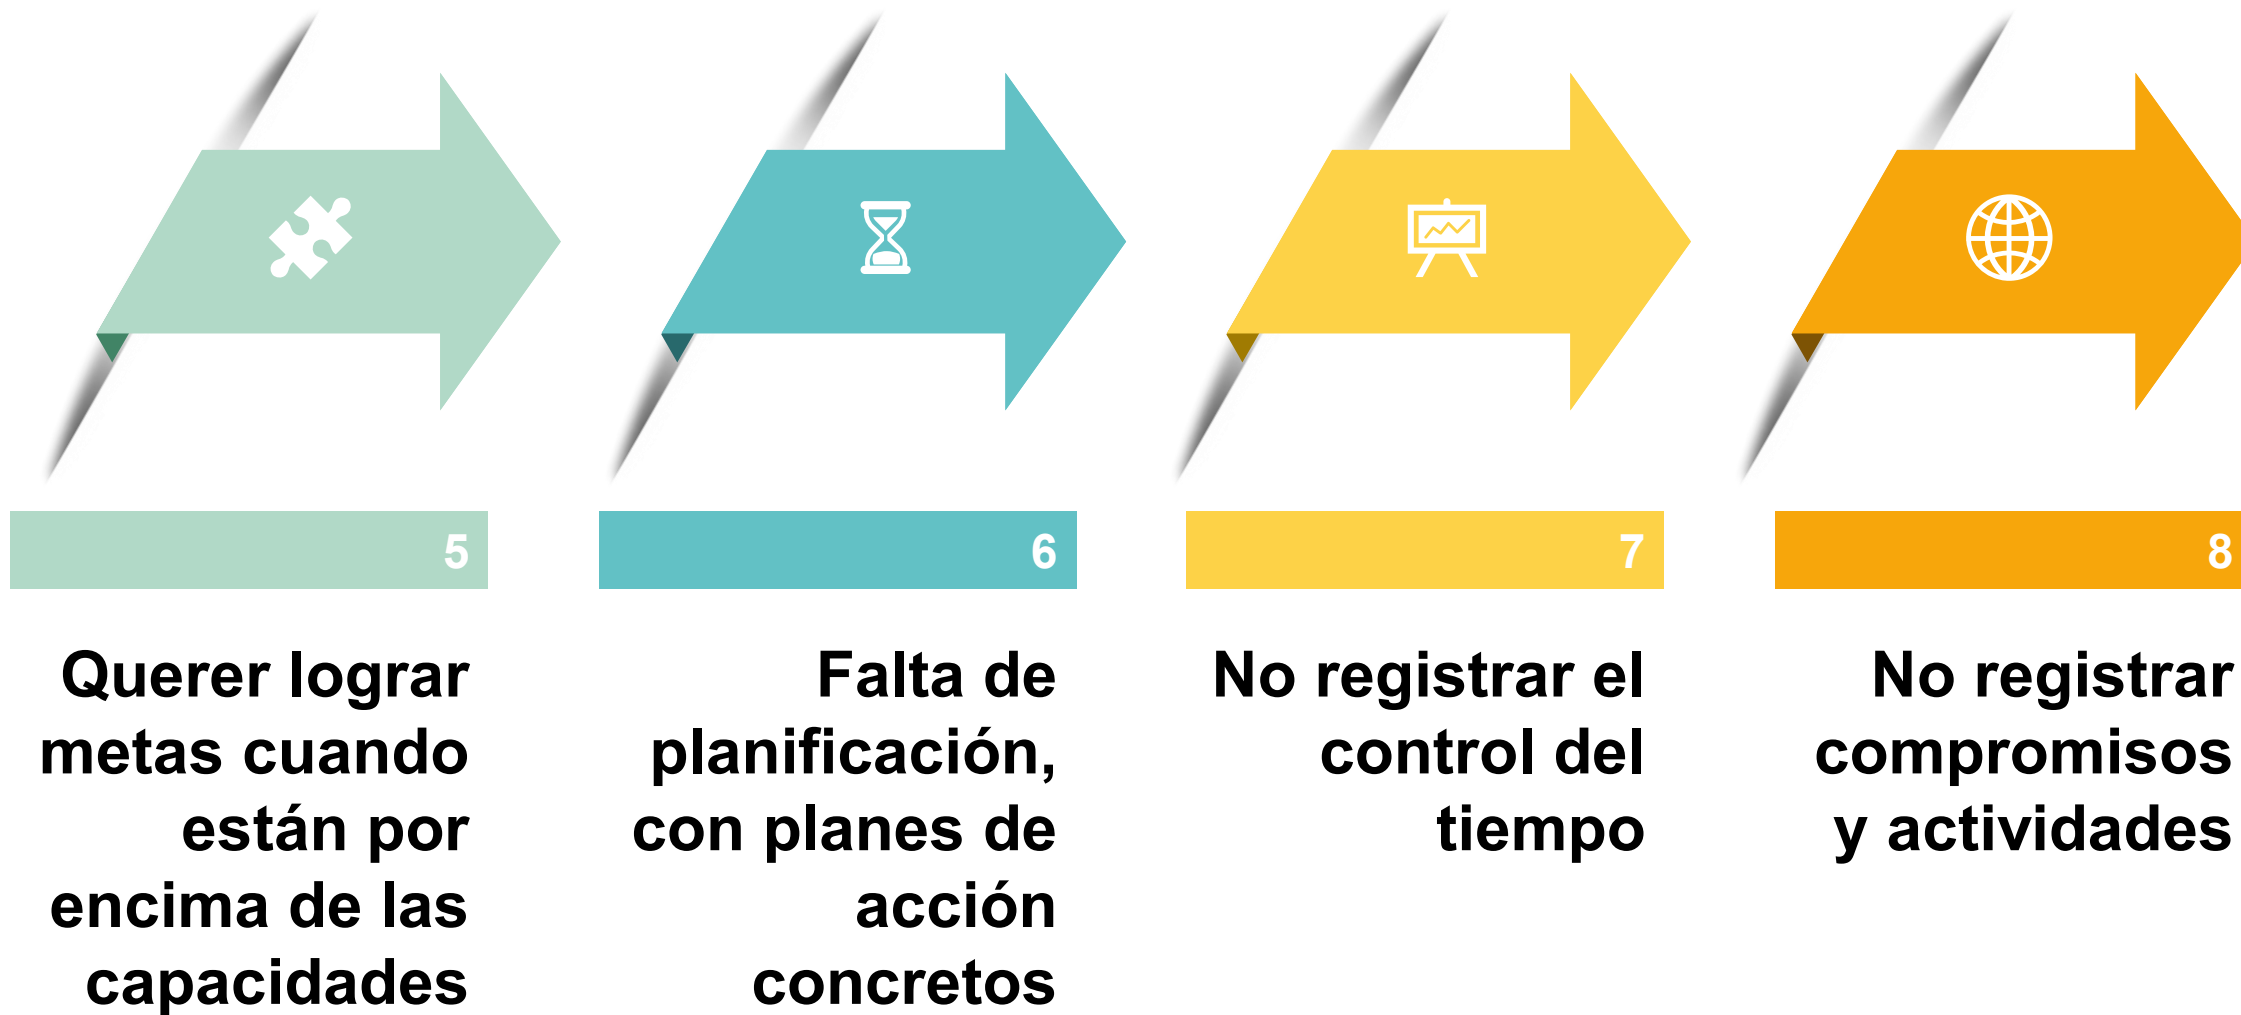 5
Querer lograr
metas cuando
están por
encima de las
capacidades
6
Falta de
planificación,
con planes de
acción
concretos
7
No registrar el
control del
tiempo
8
No registrar
compromisos
y actividades